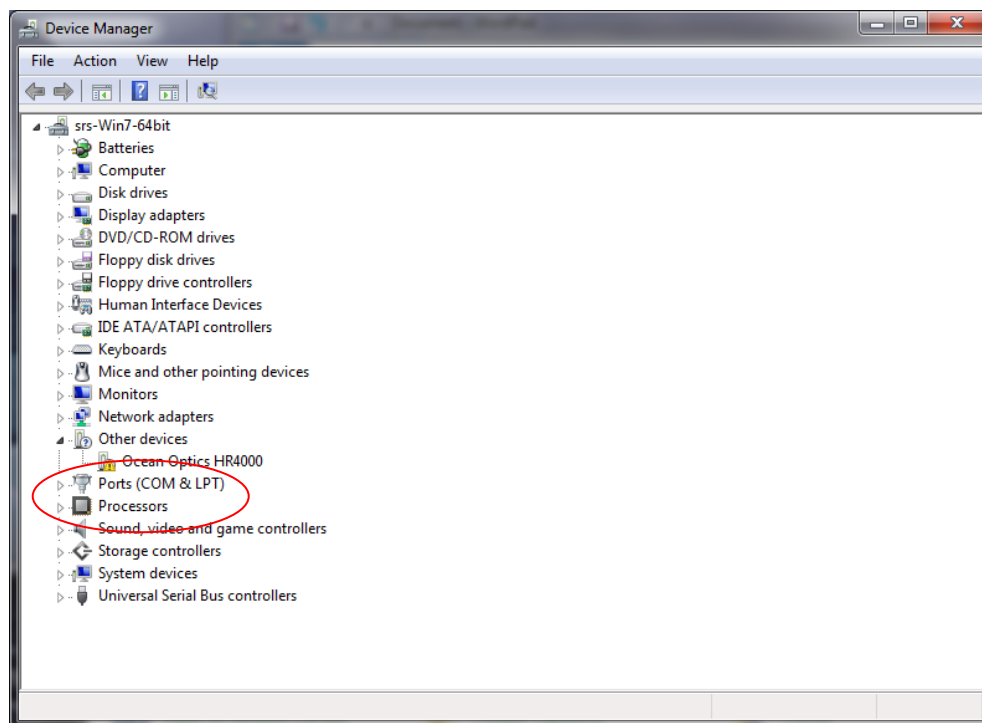 Device Manager
File Action View Help
srs-Win7-64bit
Batteries
Computer
Disk drives
Display adapters
DVD/CD-ROM drives
Floppy disk drives
Floppy drive controllers
Human Interface Devices
IDE ATA/ATAPI controllers
Keyboards
Mice and other pointing devices
Monitors
Network adapters
Other devices
Ocean Optics HR4000
Ports (COM & LPT)
Processors
Sound, video and game controllers
Storage controllers
System devices
Universal Serial Bus controllers